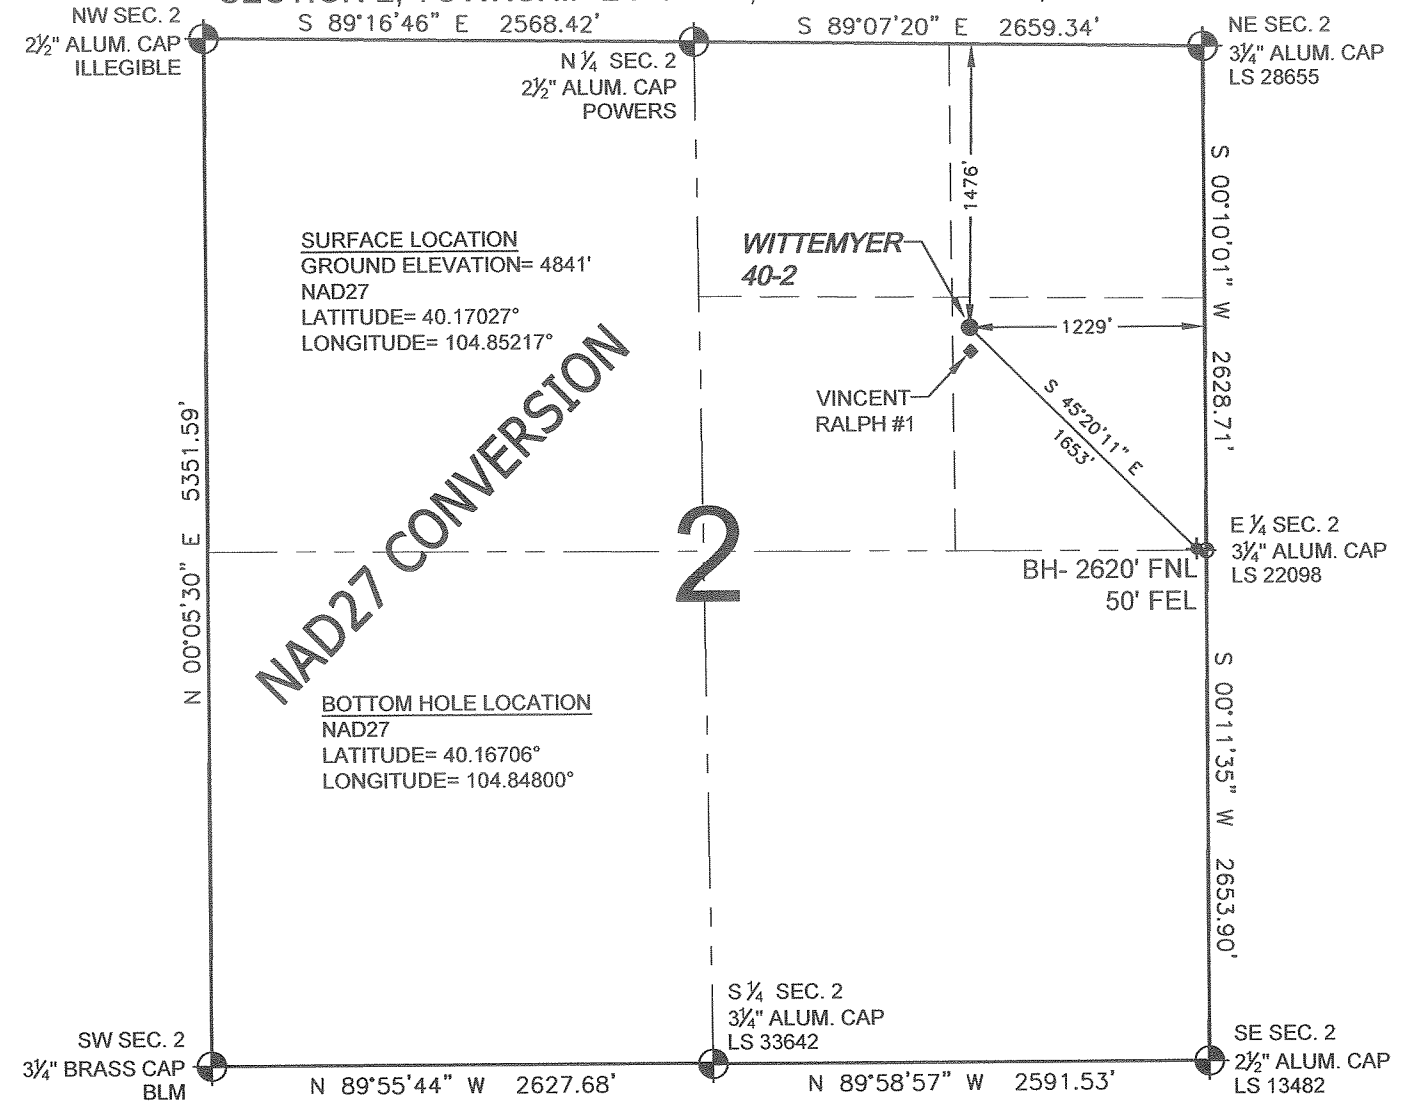 NW SEC. 2
2½" ALUM. CAP
ILLEGIBLE
S 89°16'46" E 2568.42'
N ¼ SEC. 2
2½" ALUM. CAP
POWERS
S 89°07'20" E 2659.34'
NE SEC. 2
3¼" ALUM. CAP
LS 28655
S 00°10'01" W 2628.71'
1476'
SURFACE LOCATION
GROUND ELEVATION= 4841'
NAD27
LATITUDE= 40.17027°
LONGITUDE= 104.85217°
WITTEMYER
40-2
1229'
VINCENT
RALPH #1
S 45°20'11" E
1653'
NAD27 CONVERSION
N 00°05'30" E 5351.59'
2
E ¼ SEC. 2
3¼" ALUM. CAP
LS 22098
BH- 2620' FNL
50' FEL
BOTTOM HOLE LOCATION
NAD27
LATITUDE= 40.16706°
LONGITUDE= 104.84800°
S 00°11'35" W 2653.90'
SW SEC. 2
3¼" BRASS CAP
BLM
N 89°55'44" W 2627.68'
S ¼ SEC. 2
3¼" ALUM. CAP
LS 33642
N 89°58'57" W 2591.53'
SE SEC. 2
2½" ALUM. CAP
LS 13482